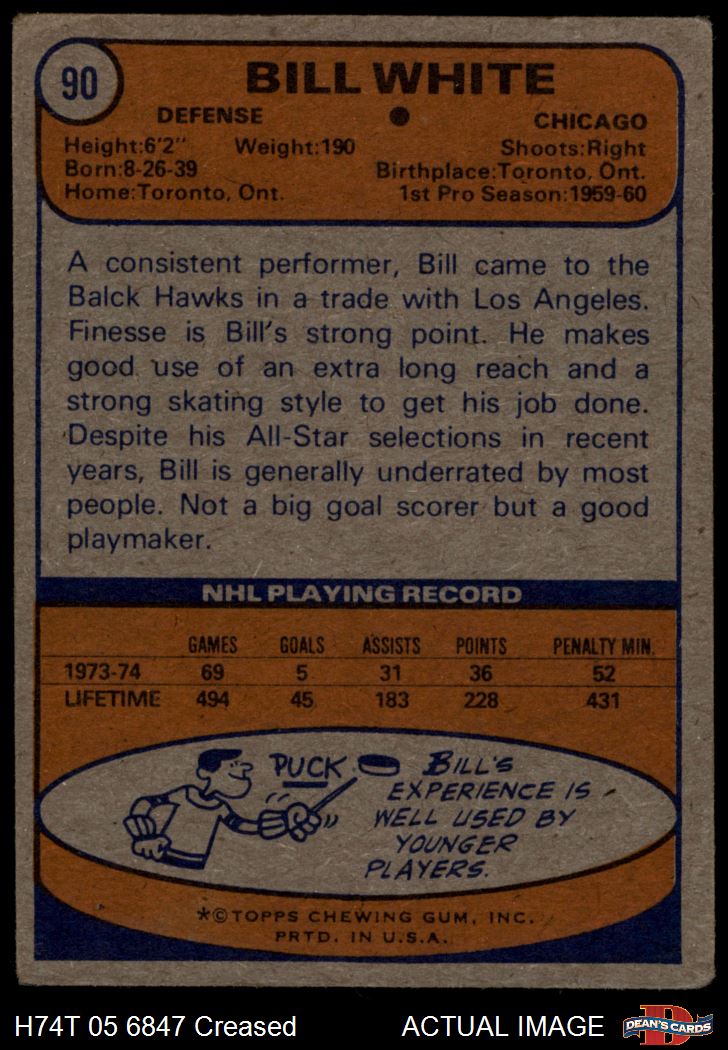 90
BILL WHITE
DEFENSE
CHICAGO
Height:6'2" Weight:190 Shoots:Right
Born:8-26-39 Birthplace:Toronto, Ont.
Home:Toronto, Ont. 1st Pro Season:1959-60
A consistent performer, Bill came to the
Balck Hawks in a trade with Los Angeles.
Finesse is Bill's strong point. He makes
good use of an extra long reach and a
strong skating style to get his job done.
Despite his All-Star selections in recent
years, Bill is generally underrated by most
people. Not a big goal scorer but a good
playmaker.
NHL PLAYING RECORD
GAMES GOALS ASSISTS POINTS PENALTY MIN.
1973-74 69 5 31 36 52
LIFETIME 494 45 183 228 431
PUCK
BILL'S
EXPERIENCE IS
WELL USED BY
YOUNGER
PLAYERS.
*©TOPPS CHEWING GUM, INC.
PRTD. IN U.S.A.
H74T 05 6847 Creased ACTUAL IMAGE
D
DEAN'S CARDS